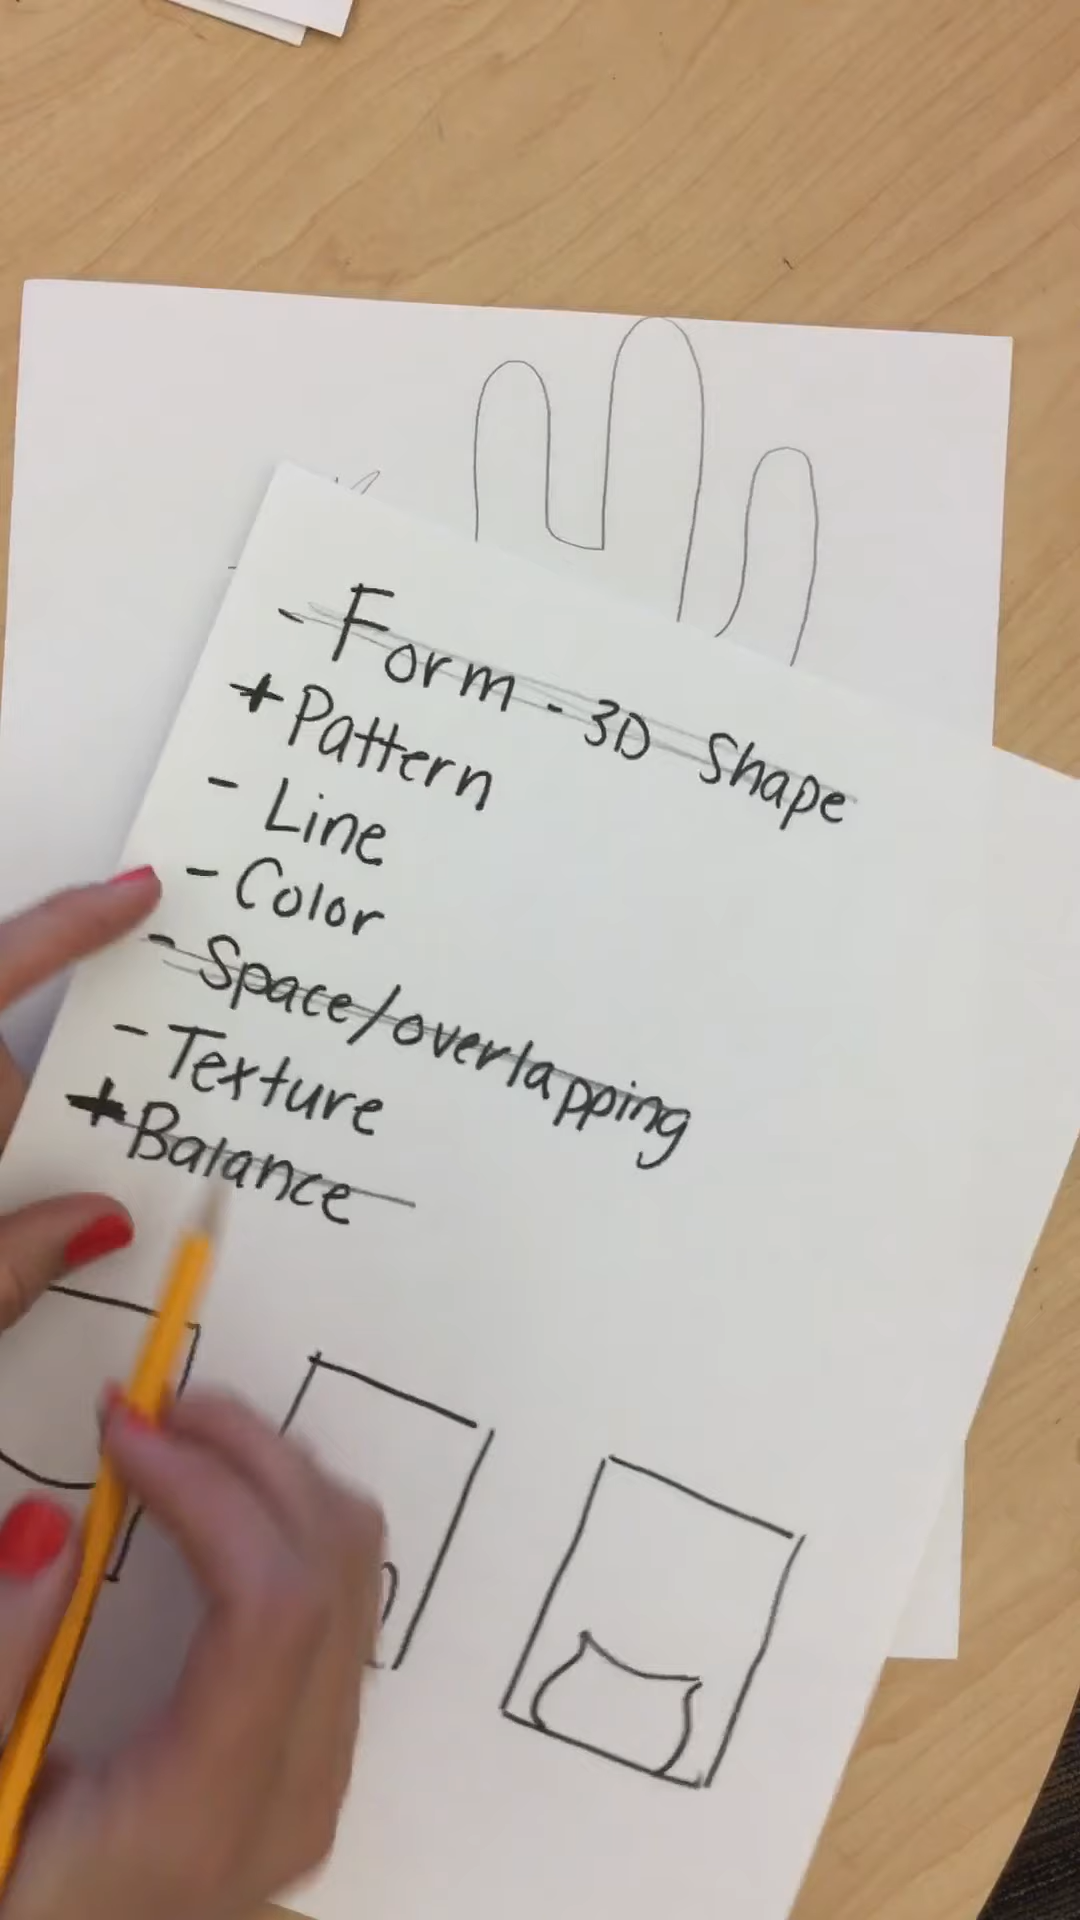 - Form - 3D Shape
+ Pattern
- Line
- Color
- Space/overlapping
- Texture
+ Balance